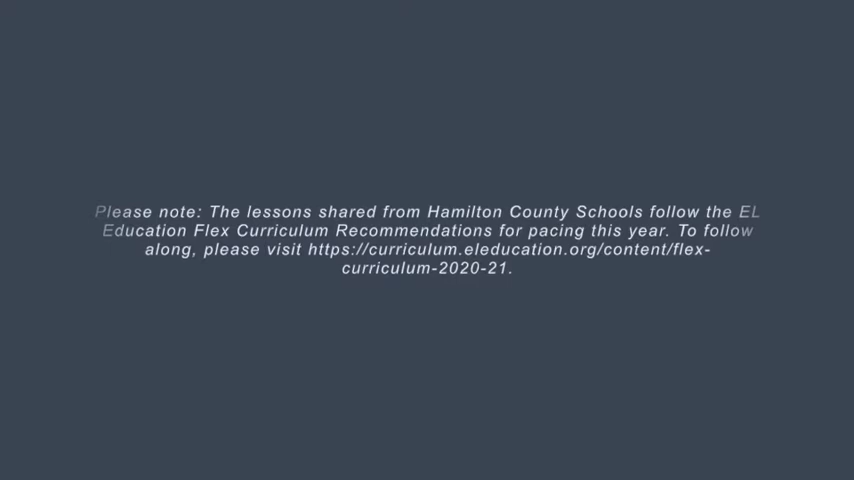 Please note: The lessons shared from Hamilton County Schools follow the EL
Education Flex Curriculum Recommendations for pacing this year. To follow
along, please visit https://curriculum.eleducation.org/content/flex-
curriculum-2020-21.